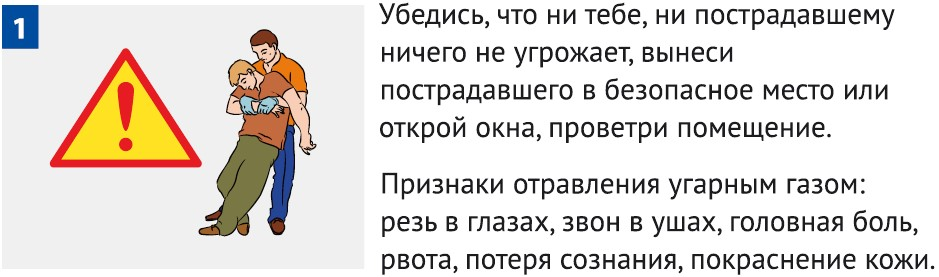 1
Убедись, что ни тебе, ни пострадавшему
ничего не угрожает, вынеси
пострадавшего в безопасное место или
открой окна, проветри помещение.
Признаки отравления угарным газом:
резь в глазах, звон в ушах, головная боль,
рвота, потеря сознания, покраснение кожи.